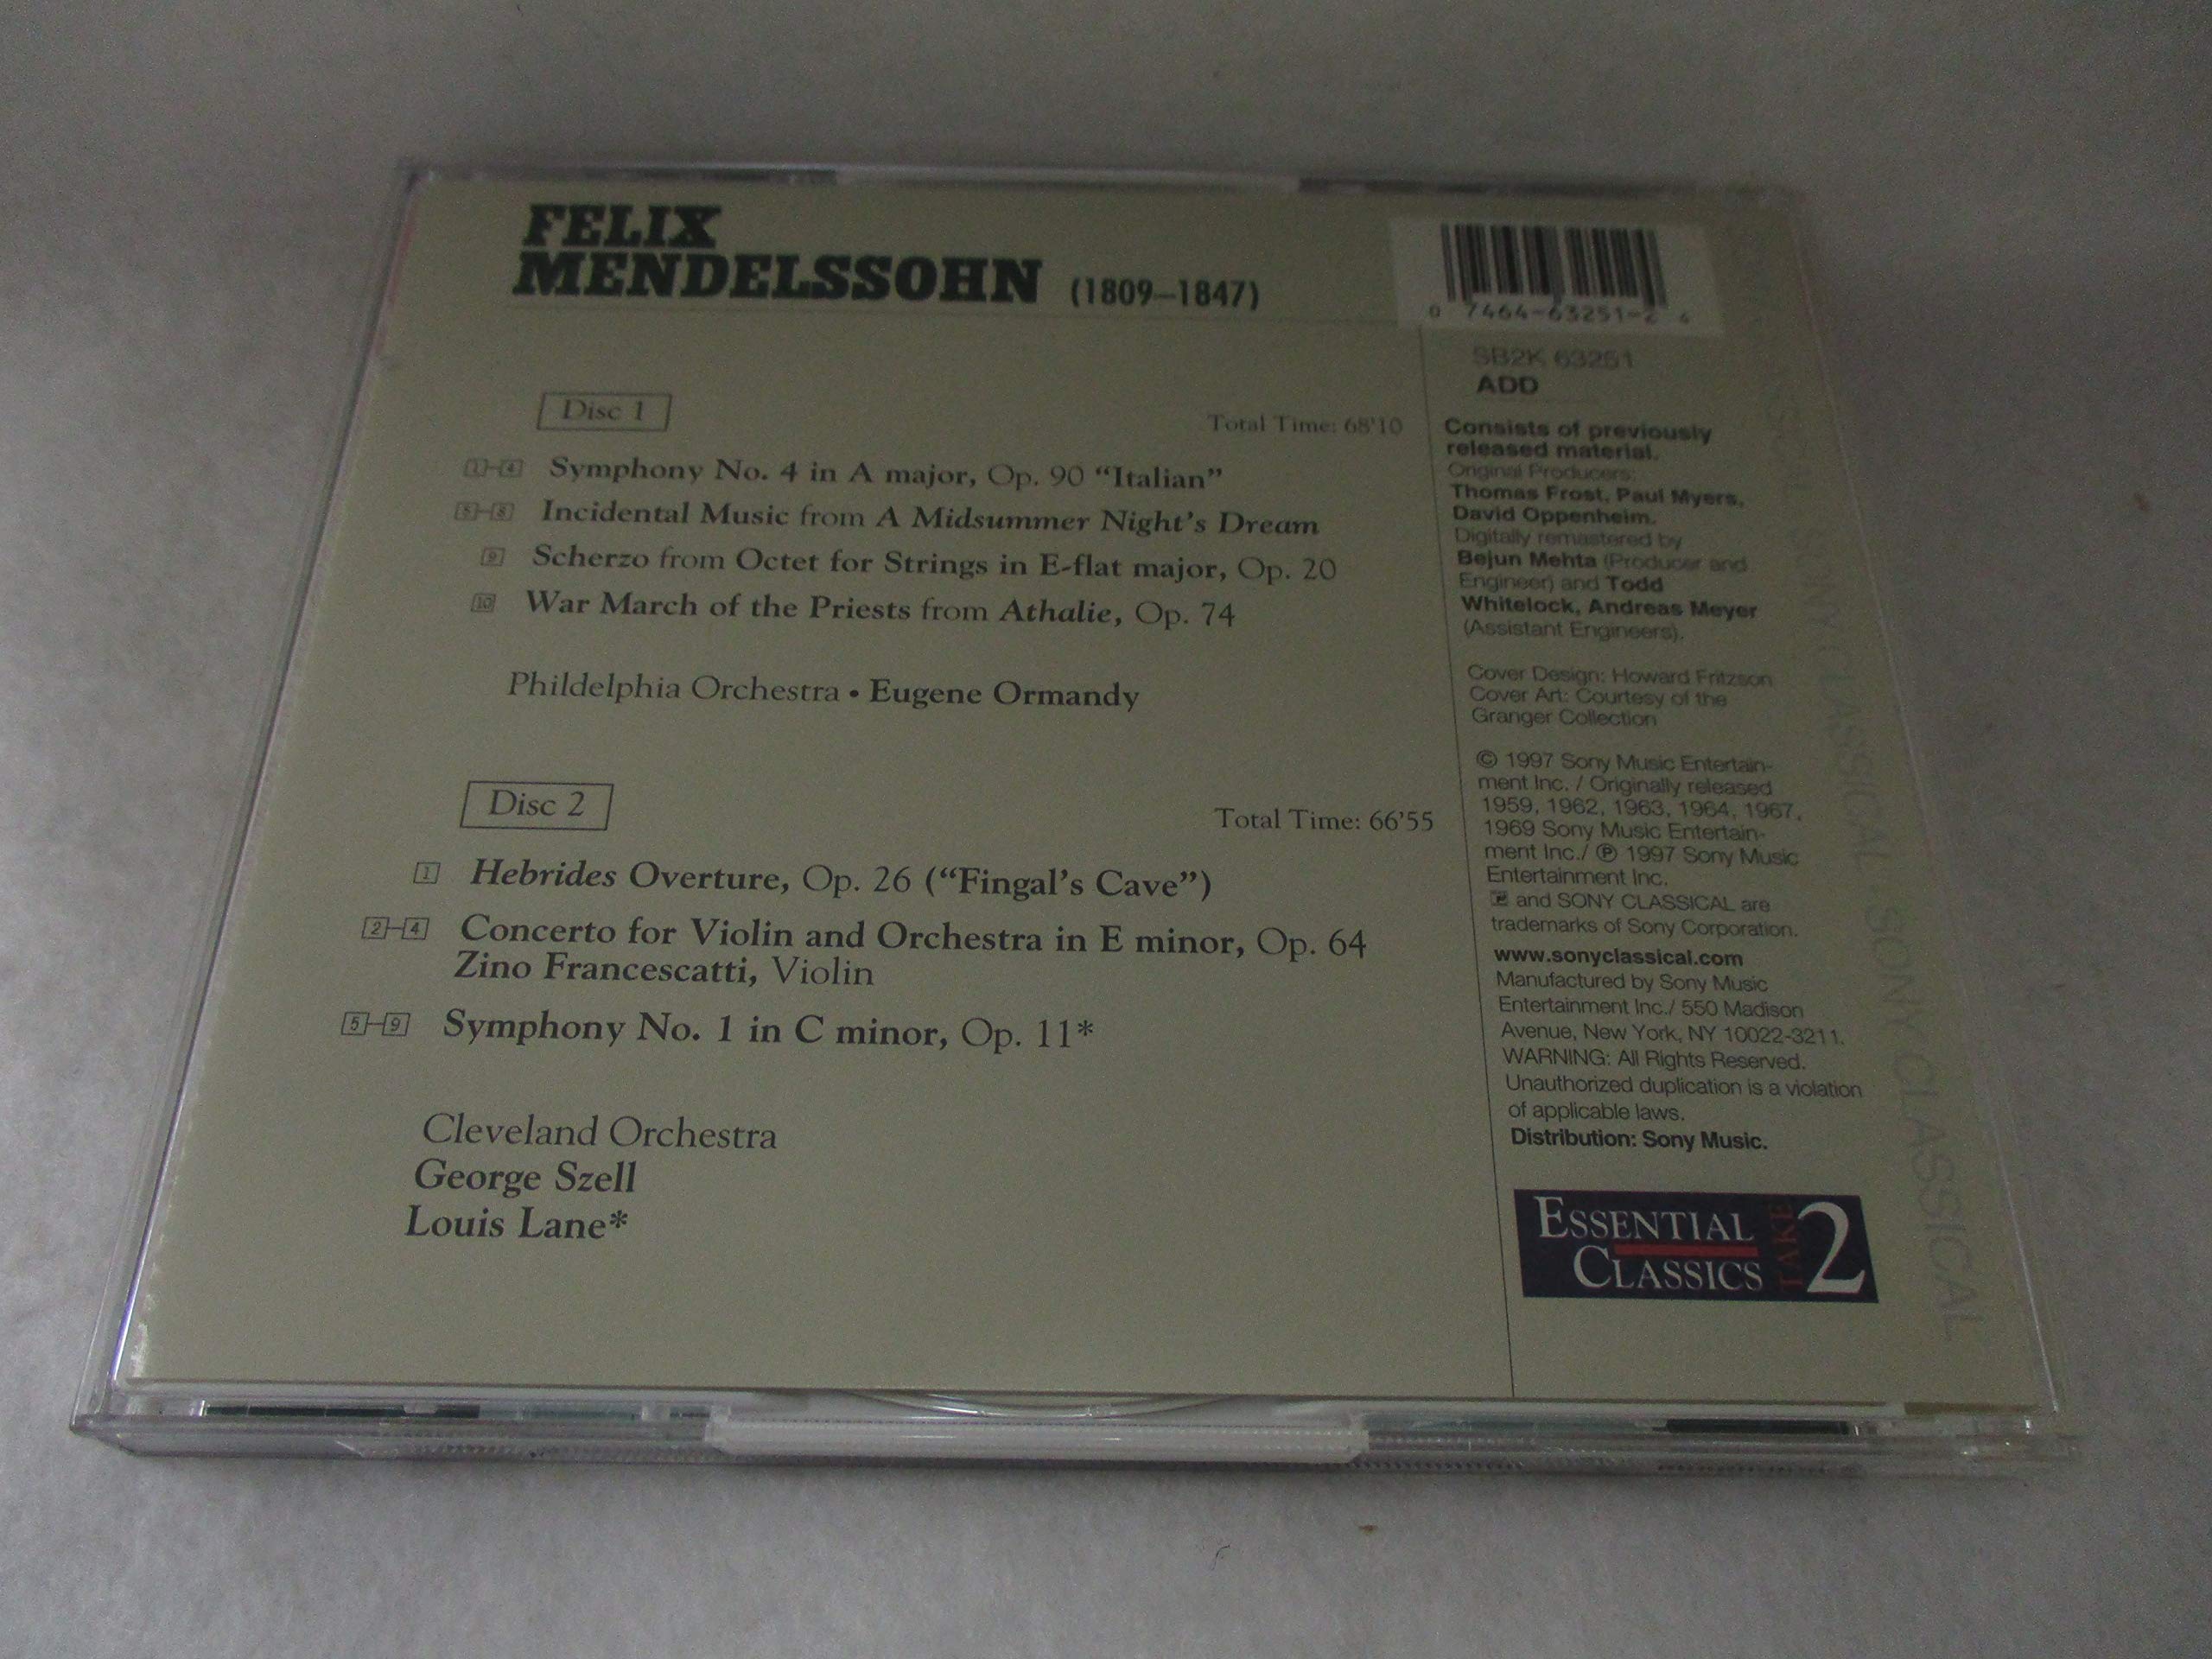 FELIX
MENDELSSOHN (1809–1847)
Disc 1
Total Time: 68'10
1–4 Symphony No. 4 in A major, Op. 90 “Italian”
5–8 Incidental Music from A Midsummer Night's Dream
9 Scherzo from Octet for Strings in E-flat major, Op. 20
10 War March of the Priests from Athalie, Op. 74
Phildelphia Orchestra • Eugene Ormandy
Disc 2
Total Time: 66'55
1 Hebrides Overture, Op. 26 (“Fingal's Cave”)
2–4 Concerto for Violin and Orchestra in E minor, Op. 64
Zino Francescatti, Violin
5–9 Symphony No. 1 in C minor, Op. 11*
Cleveland Orchestra
George Szell
Louis Lane*
0 7464-63251-2 4
SB2K 63251
ADD
Consists of previously
released material.
Original Producers:
Thomas Frost, Paul Myers,
David Oppenheim.
Digitally remastered by
Bejun Mehta (Producer and
Engineer) and Todd
Whitelock, Andreas Meyer
(Assistant Engineers).
Cover Design: Howard Fritzson
Cover Art: Courtesy of the
Granger Collection
© 1997 Sony Music Entertain-
ment Inc. / Originally released
1959, 1962, 1963, 1964, 1967,
1969 Sony Music Entertain-
ment Inc./ ℗ 1997 Sony Music
Entertainment Inc.
and SONY CLASSICAL are
trademarks of Sony Corporation.
www.sonyclassical.com
Manufactured by Sony Music
Entertainment Inc./ 550 Madison
Avenue, New York, NY 10022-3211.
WARNING: All Rights Reserved.
Unauthorized duplication is a violation
of applicable laws.
Distribution: Sony Music.
ESSENTIAL
CLASSICS
TAKE 2
SONY CLASSICAL SONY CLASSICAL